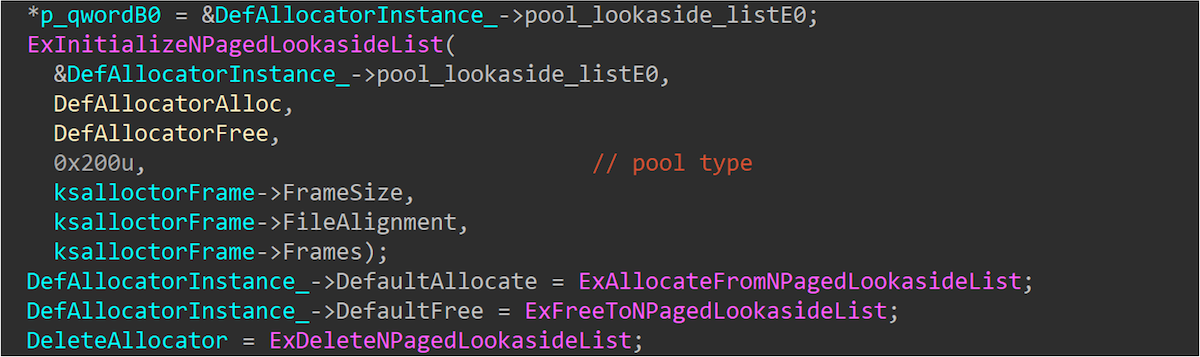 *p_qwordB0 = &DefAllocatorInstance_->pool_lookaside_listE0;
ExInitializeNPagedLookasideList(
&DefAllocatorInstance_->pool_lookaside_listE0,
DefAllocatorAlloc,
DefAllocatorFree,
0x200u, // pool type
ksalloctorFrame->FrameSize,
ksalloctorFrame->FileAlignment,
ksalloctorFrame->Frames);
DefAllocatorInstance_->DefaultAllocate = ExAllocateFromNPagedLookasideList;
DefAllocatorInstance_->DefaultFree = ExFreeToNPagedLookasideList;
DeleteAllocator = ExDeleteNPagedLookasideList;